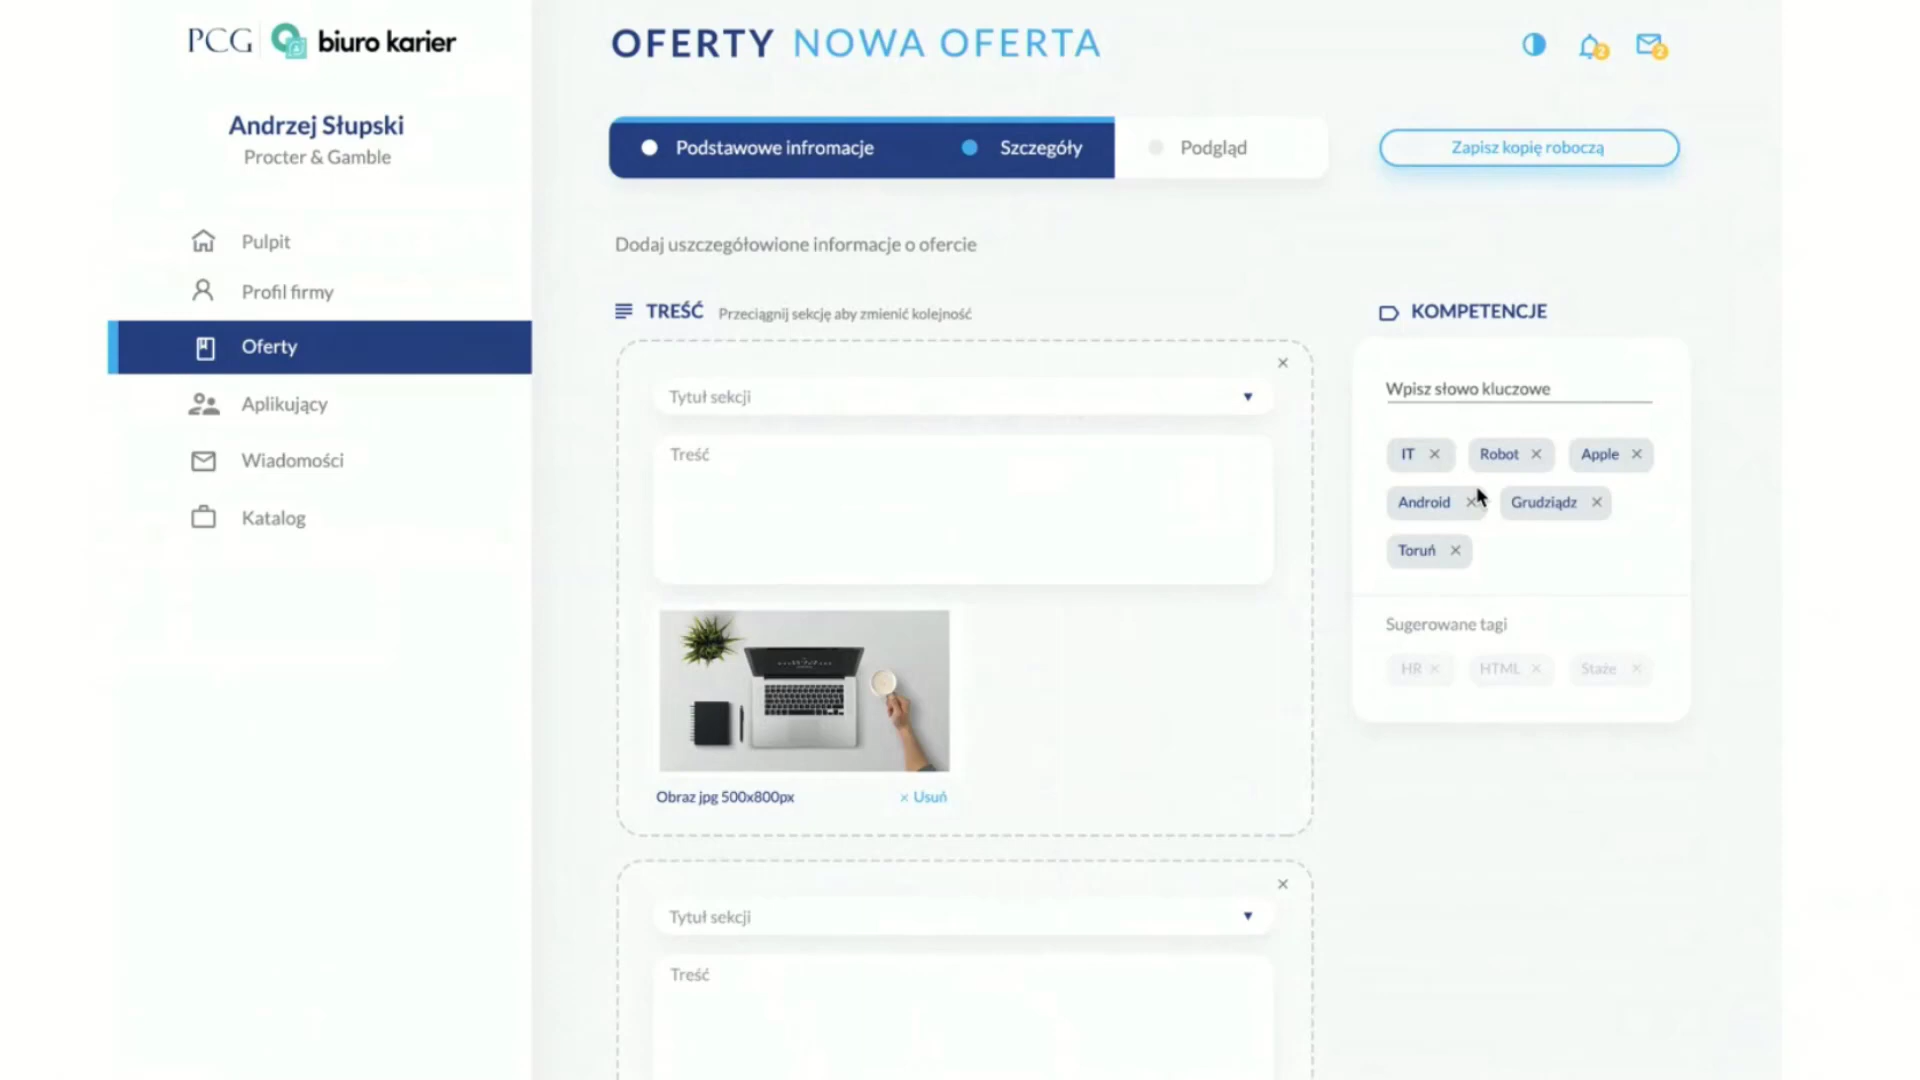 PCG biuro karier
OFERTY NOWA OFERTA
2
2
Andrzej Słupski
Procter & Gamble
Podstawowe infromacje
Szczegóły
Podgląd
Zapisz kopię roboczą
Pulpit
Profil firmy
Oferty
Aplikujący
Wiadomości
Katalog
Dodaj uszczegółowione informacje o ofercie
TREŚĆ Przeciągnij sekcję aby zmienić kolejność
Tytuł sekcji
Treść
Obraz jpg 500x800px
× Usuń
Tytuł sekcji
Treść
KOMPETENCJE
Wpisz słowo kluczowe
IT × Robot × Apple ×
Android × Grudziądz ×
Toruń ×
Sugerowane tagi
HR × HTML × Staże ×